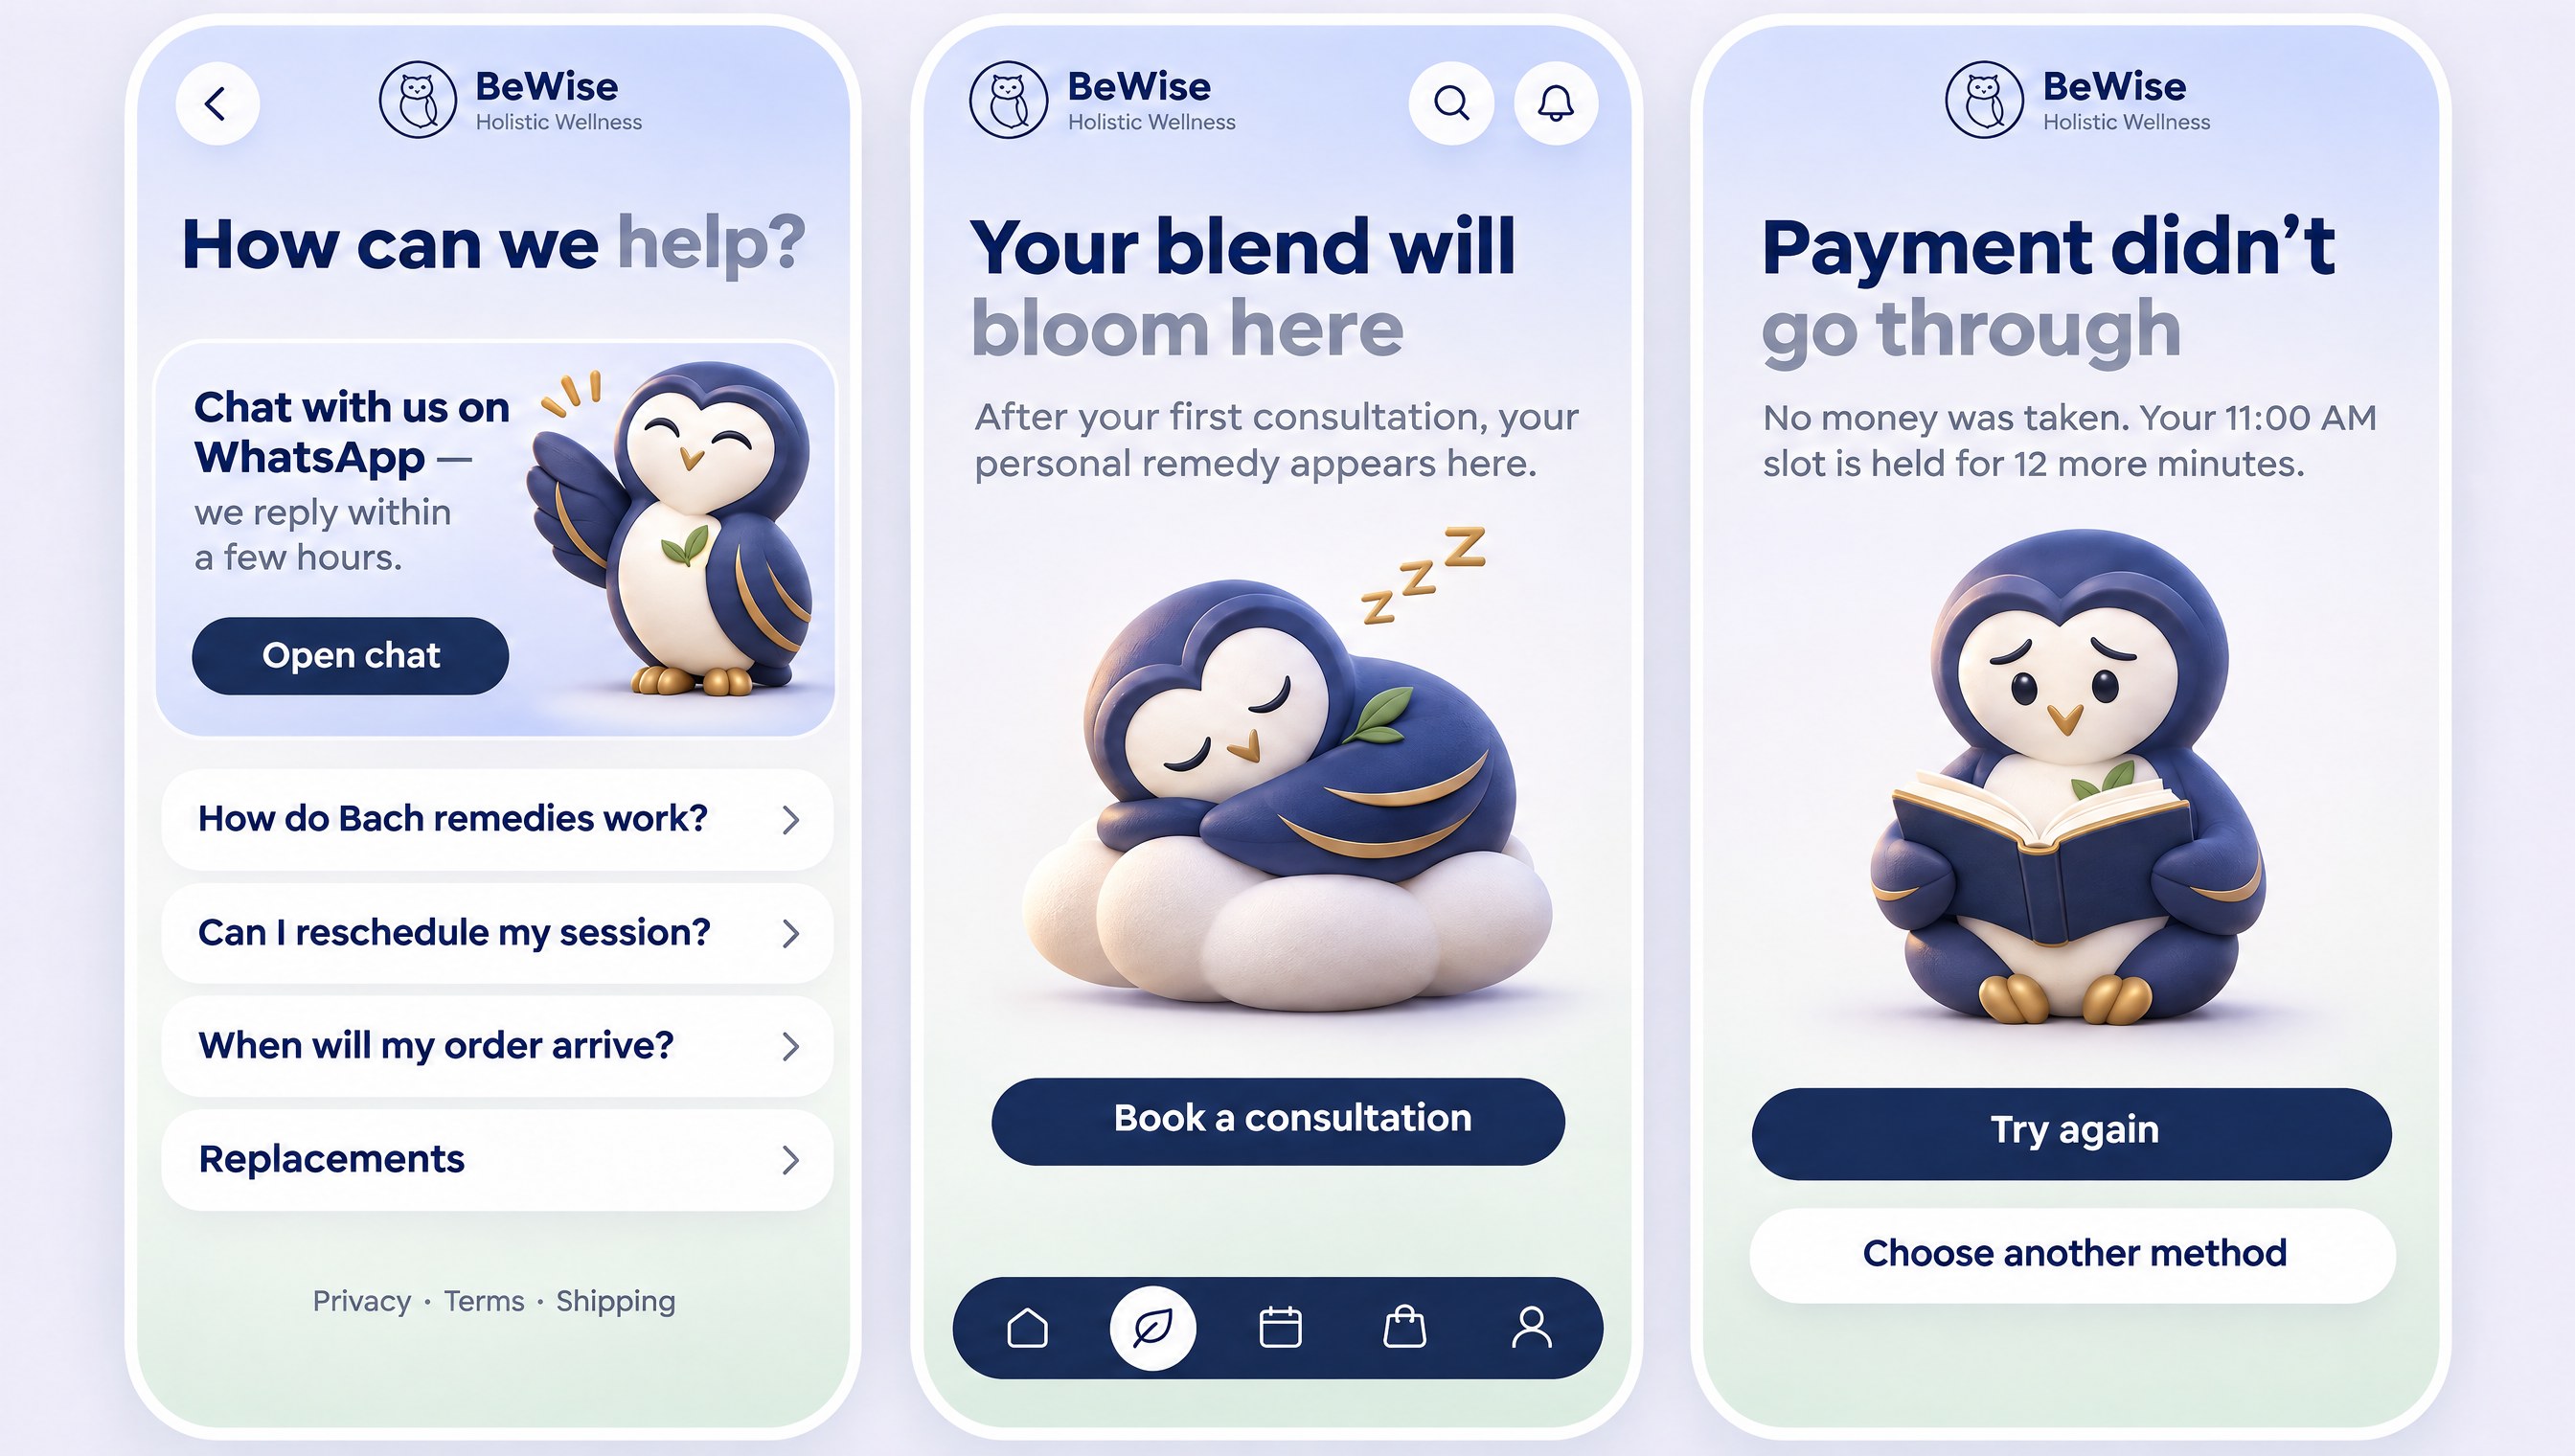 BeWise
Holistic Wellness
How can we help?
Chat with us on
WhatsApp —
we reply within
a few hours.
Open chat
How do Bach remedies work?
Can I reschedule my session?
When will my order arrive?
Replacements
Privacy · Terms · Shipping
BeWise
Holistic Wellness
Your blend will
bloom here
After your first consultation, your
personal remedy appears here.
z z z
Book a consultation
BeWise
Holistic Wellness
Payment didn’t
go through
No money was taken. Your 11:00 AM
slot is held for 12 more minutes.
Try again
Choose another method